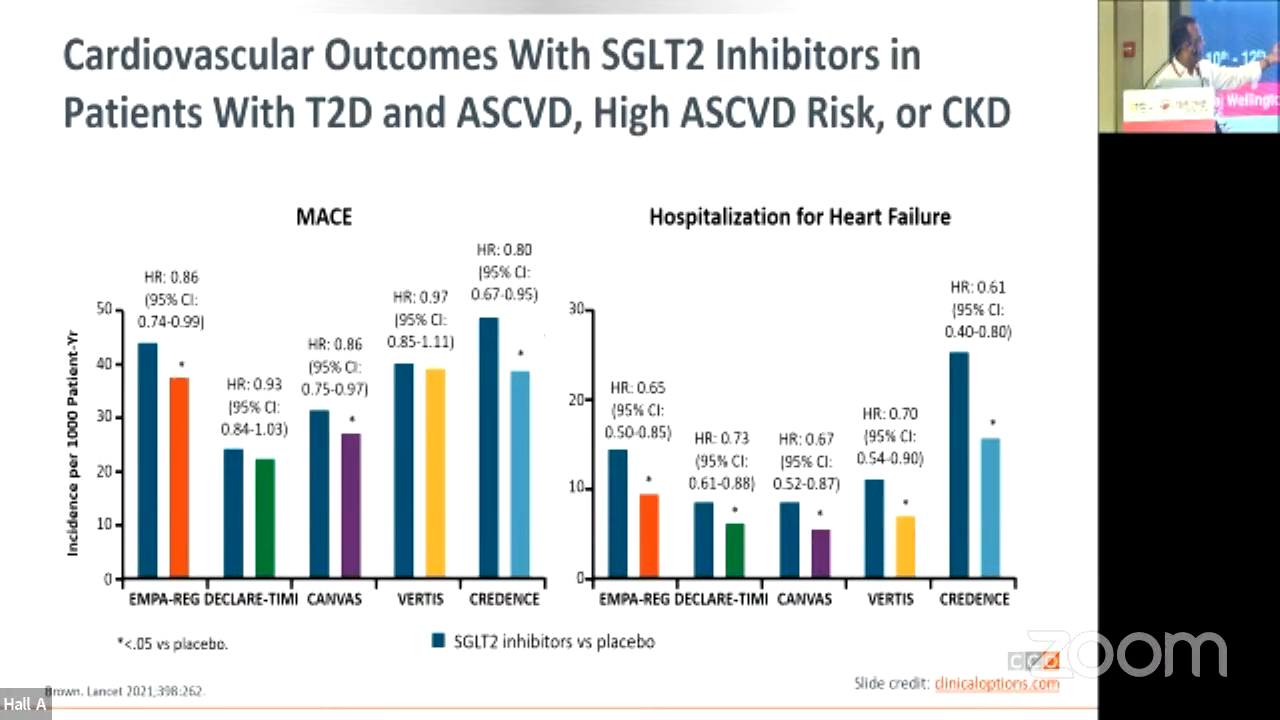 Cardiovascular Outcomes With SGLT2 Inhibitors in
Patients With T2D and ASCVD, High ASCVD Risk, or CKD
MACE
Incidence per 1000 Patient-Yr
50
40
30
20
10
0
HR: 0.86
(95% CI:
0.74-0.99)
*
HR: 0.93
(95% CI:
0.84-1.03)
HR: 0.86
(95% CI:
0.75-0.97)
*
HR: 0.97
(95% CI:
0.85-1.11)
HR: 0.80
(95% CI:
0.67-0.95)
*
EMPA-REG DECLARE-TIMI CANVAS VERTIS CREDENCE
Hospitalization for Heart Failure
30
20
10
0
HR: 0.65
(95% CI:
0.50-0.85)
*
HR: 0.73
(95% CI:
0.61-0.88)
*
HR: 0.67
(95% CI:
0.52-0.87)
*
HR: 0.70
(95% CI:
0.54-0.90)
*
HR: 0.61
(95% CI:
0.40-0.80)
*
EMPA-REG DECLARE-TIMI CANVAS VERTIS CREDENCE
*<.05 vs placebo.
SGLT2 inhibitors vs placebo
Brown. Lancet 2021;398:262.
CCO
Slide credit: clinicaloptions.com
zoom
Hall A
10th - 12th
Wellington